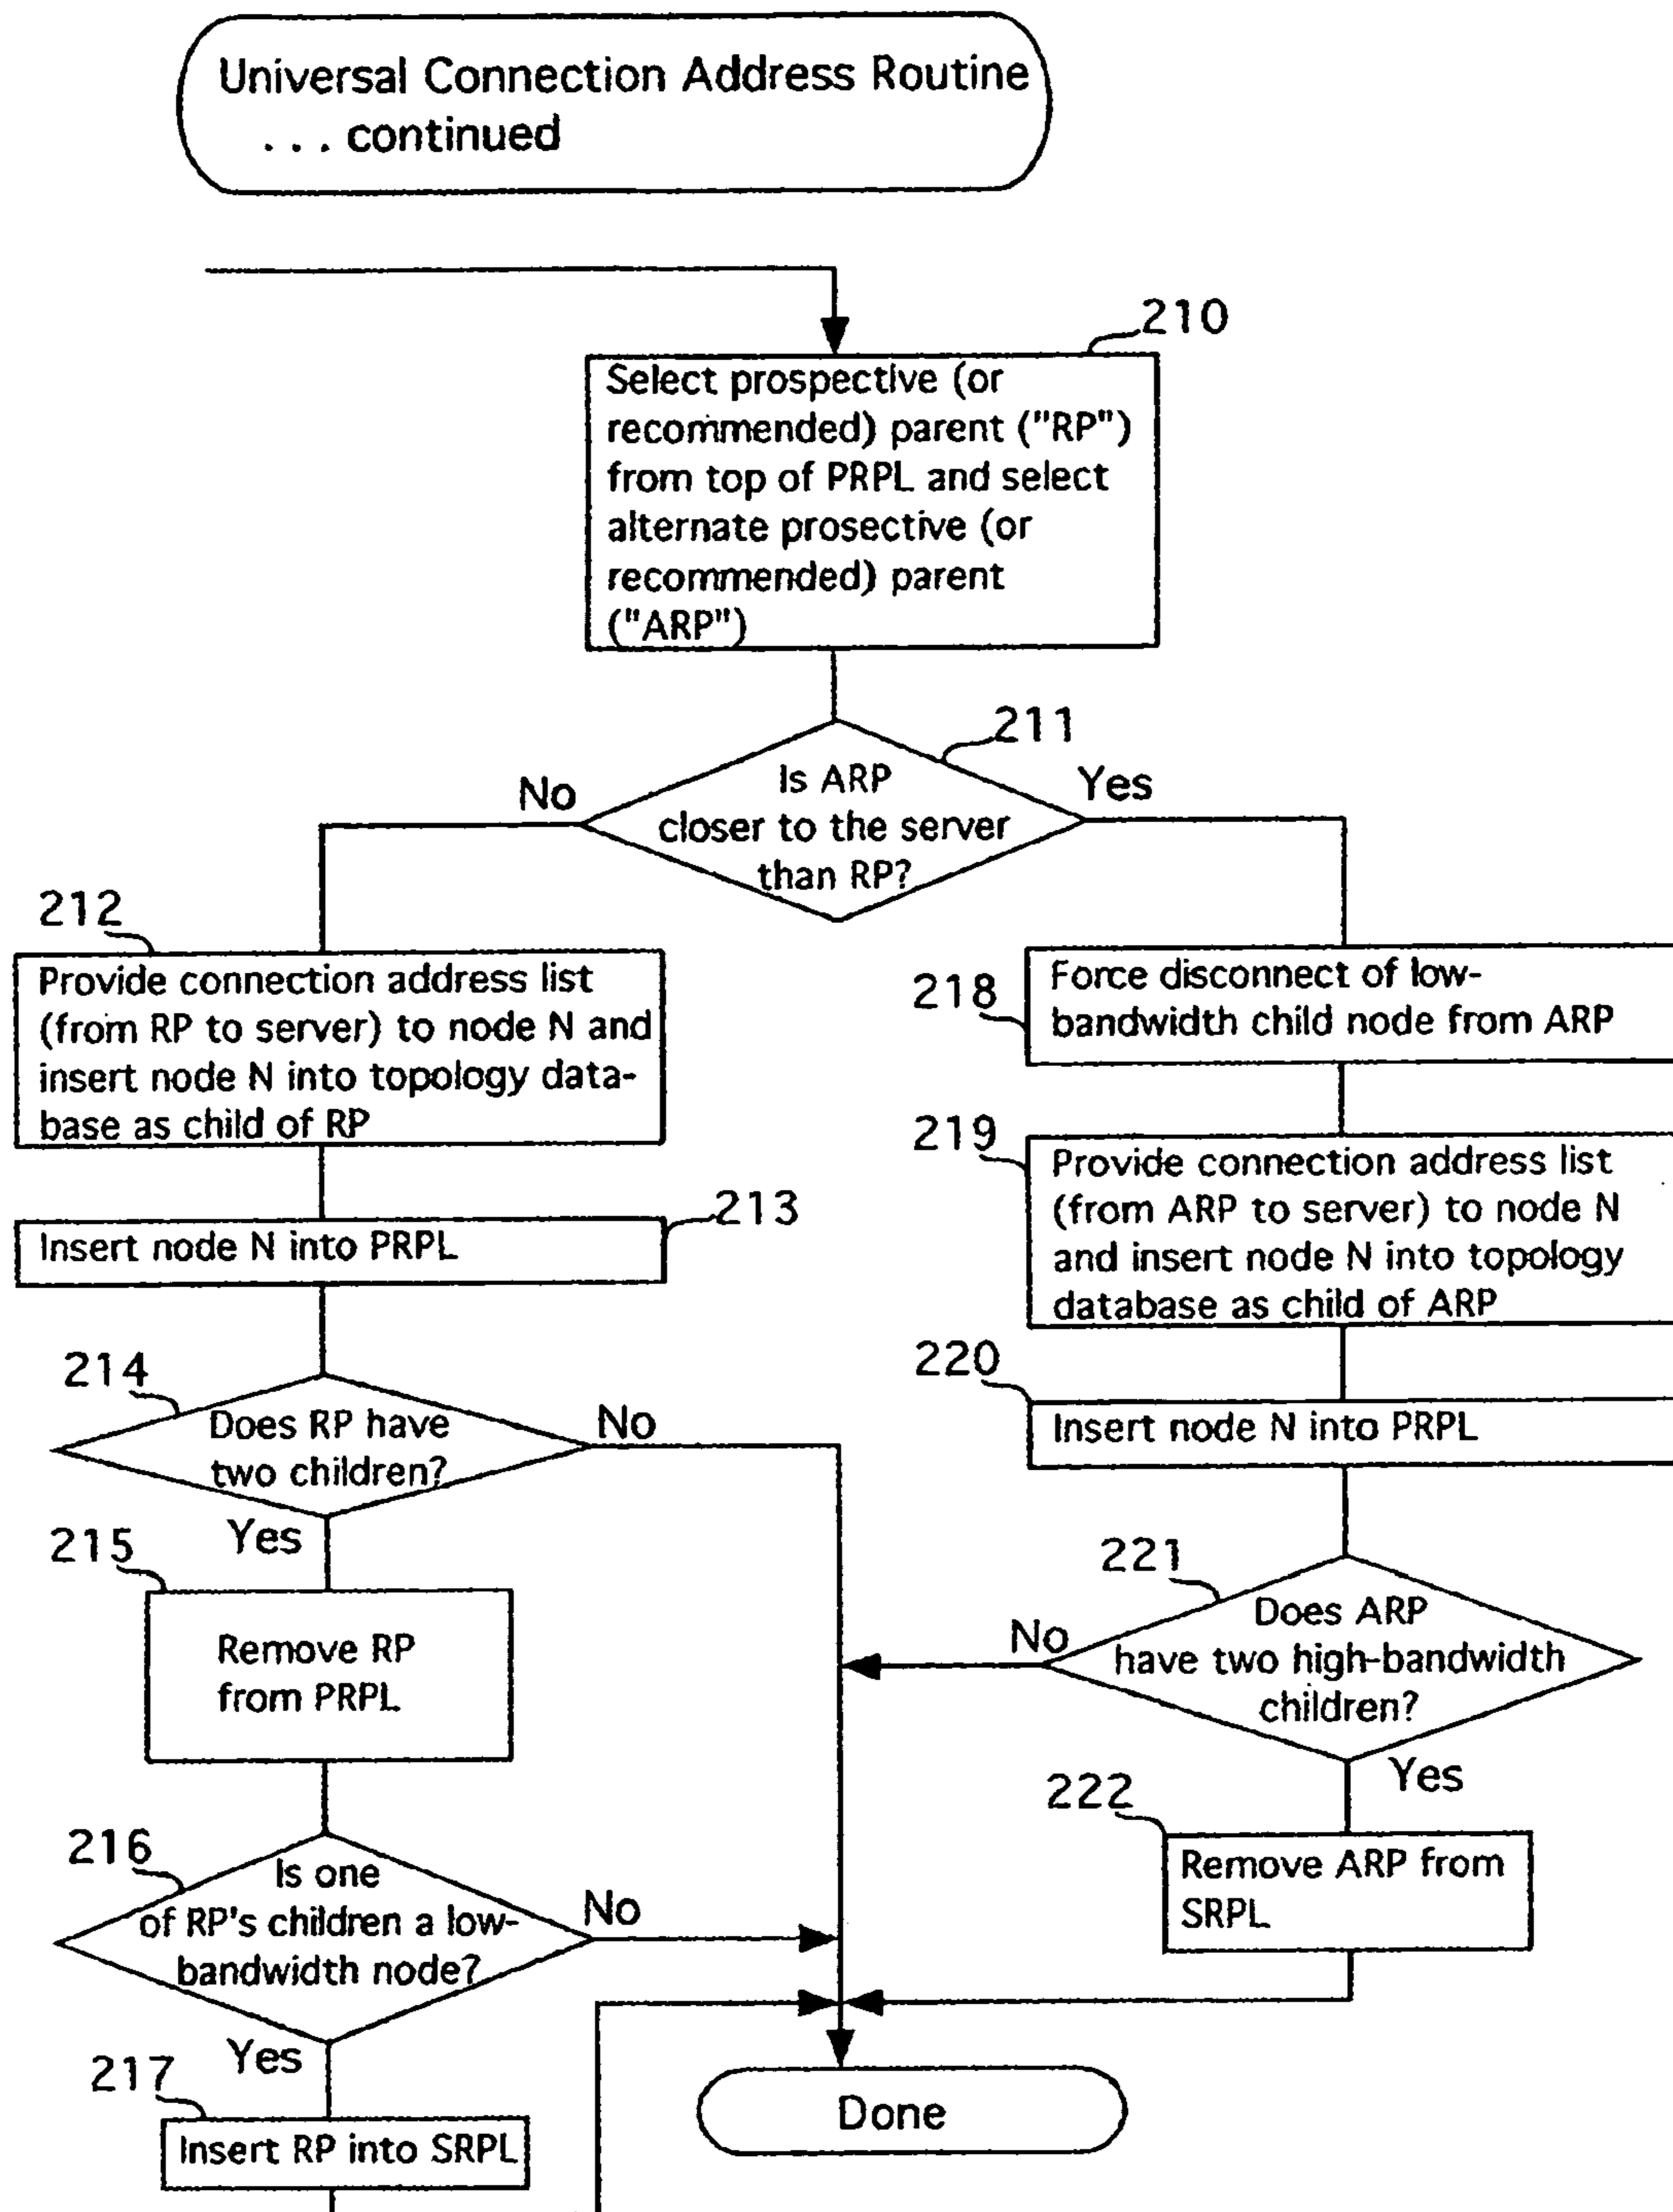 Universal Connection Address Routine
. . . continued
210
Select prospective (or
recommended) parent ("RP")
from top of PRPL and select
alternate prosective (or
recommended) parent
("ARP")
211
Is ARP
closer to the server
than RP?
No
Yes
212
Provide connection address list
(from RP to server) to node N and
insert node N into topology data-
base as child of RP
213
Insert node N into PRPL
214
Does RP have
two children?
No
Yes
215
Remove RP
from PRPL
216
Is one
of RP's children a low-
bandwidth node?
No
Yes
217
Insert RP into SRPL
218
Force disconnect of low-
bandwidth child node from ARP
219
Provide connection address list
(from ARP to server) to node N
and insert node N into topology
database as child of ARP
220
Insert node N into PRPL
221
Does ARP
have two high-bandwidth
children?
No
Yes
222
Remove ARP from
SRPL
Done